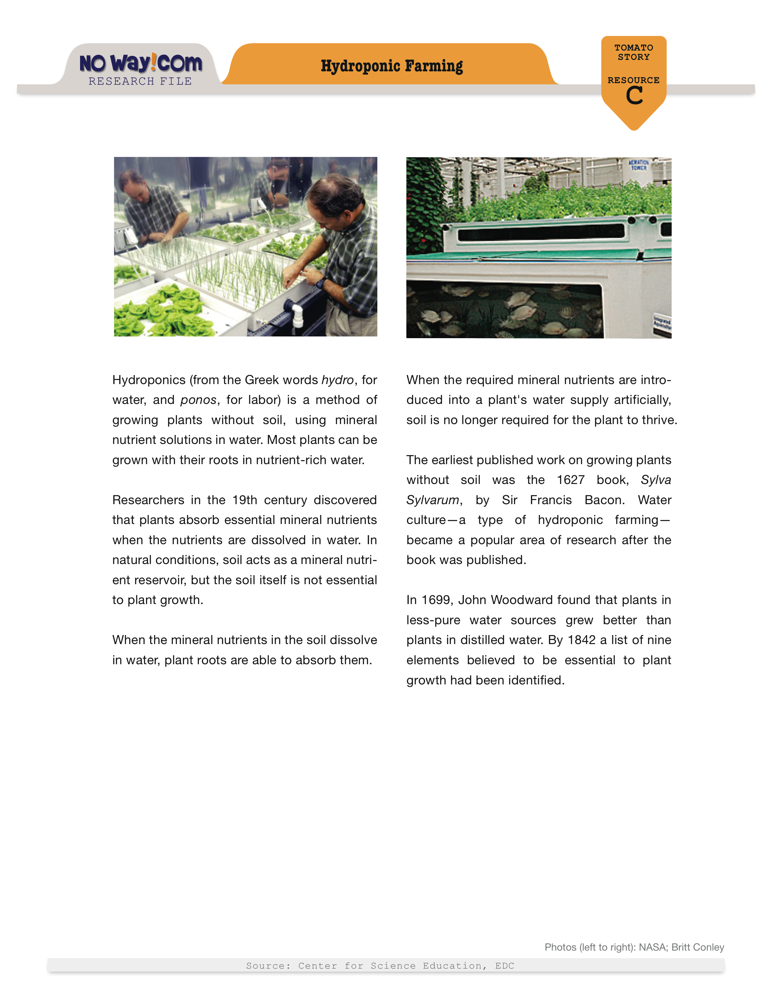 NO Way!com
RESEARCH FILE
Hydroponic Farming
TOMATO
STORY
RESOURCE
C
AERATION
TOWER
Hydroponics (from the Greek words hydro, for
water, and ponos, for labor) is a method of
growing plants without soil, using mineral
nutrient solutions in water. Most plants can be
grown with their roots in nutrient-rich water.
Researchers in the 19th century discovered
that plants absorb essential mineral nutrients
when the nutrients are dissolved in water. In
natural conditions, soil acts as a mineral nutri-
ent reservoir, but the soil itself is not essential
to plant growth.
When the mineral nutrients in the soil dissolve
in water, plant roots are able to absorb them.
When the required mineral nutrients are intro-
duced into a plant's water supply artificially,
soil is no longer required for the plant to thrive.
The earliest published work on growing plants
without soil was the 1627 book, Sylva
Sylvarum, by Sir Francis Bacon. Water
culture—a type of hydroponic farming—
became a popular area of research after the
book was published.
In 1699, John Woodward found that plants in
less-pure water sources grew better than
plants in distilled water. By 1842 a list of nine
elements believed to be essential to plant
growth had been identified.
Photos (left to right): NASA; Britt Conley
Source: Center for Science Education, EDC